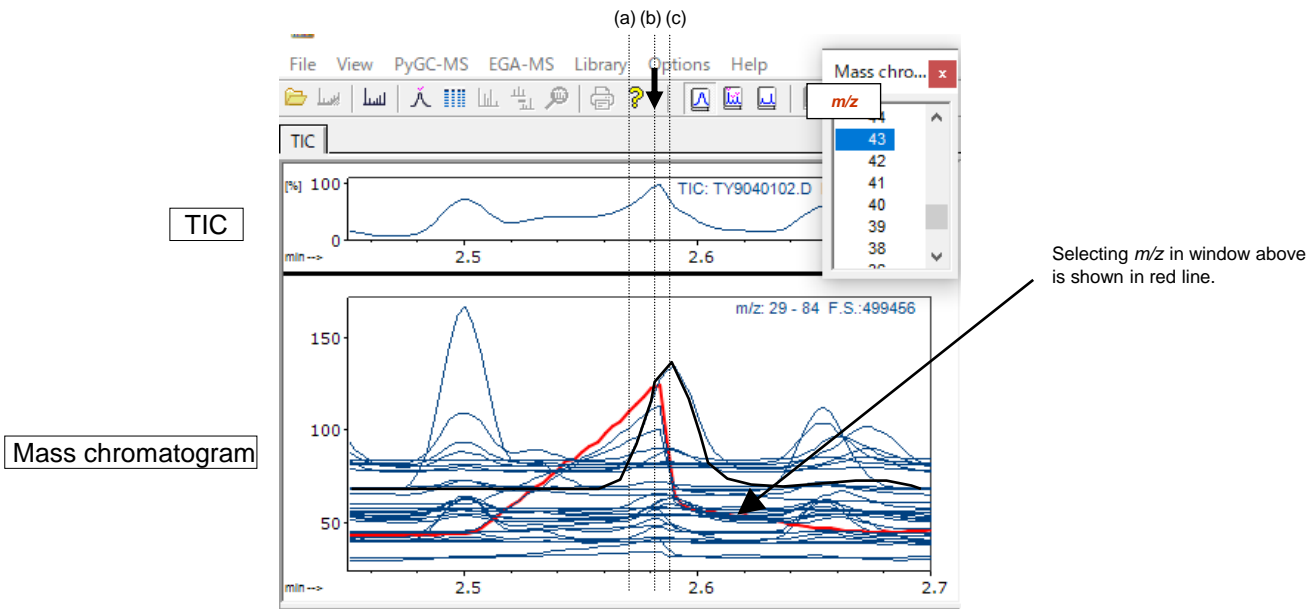 (a) (b) (c)
File View PyGC-MS EGA-MS Library Options Help
Mass chro... x
m/z
44
43
42
41
40
39
38
TIC
[%] 100
TIC: TY9040102.D
0
min-->
2.5 2.6
TIC
Selecting m/z in window above
is shown in red line.
m/z: 29 - 84 F.S.:499456
150
100
50
Mass chromatogram
min-->
2.5 2.6 2.7